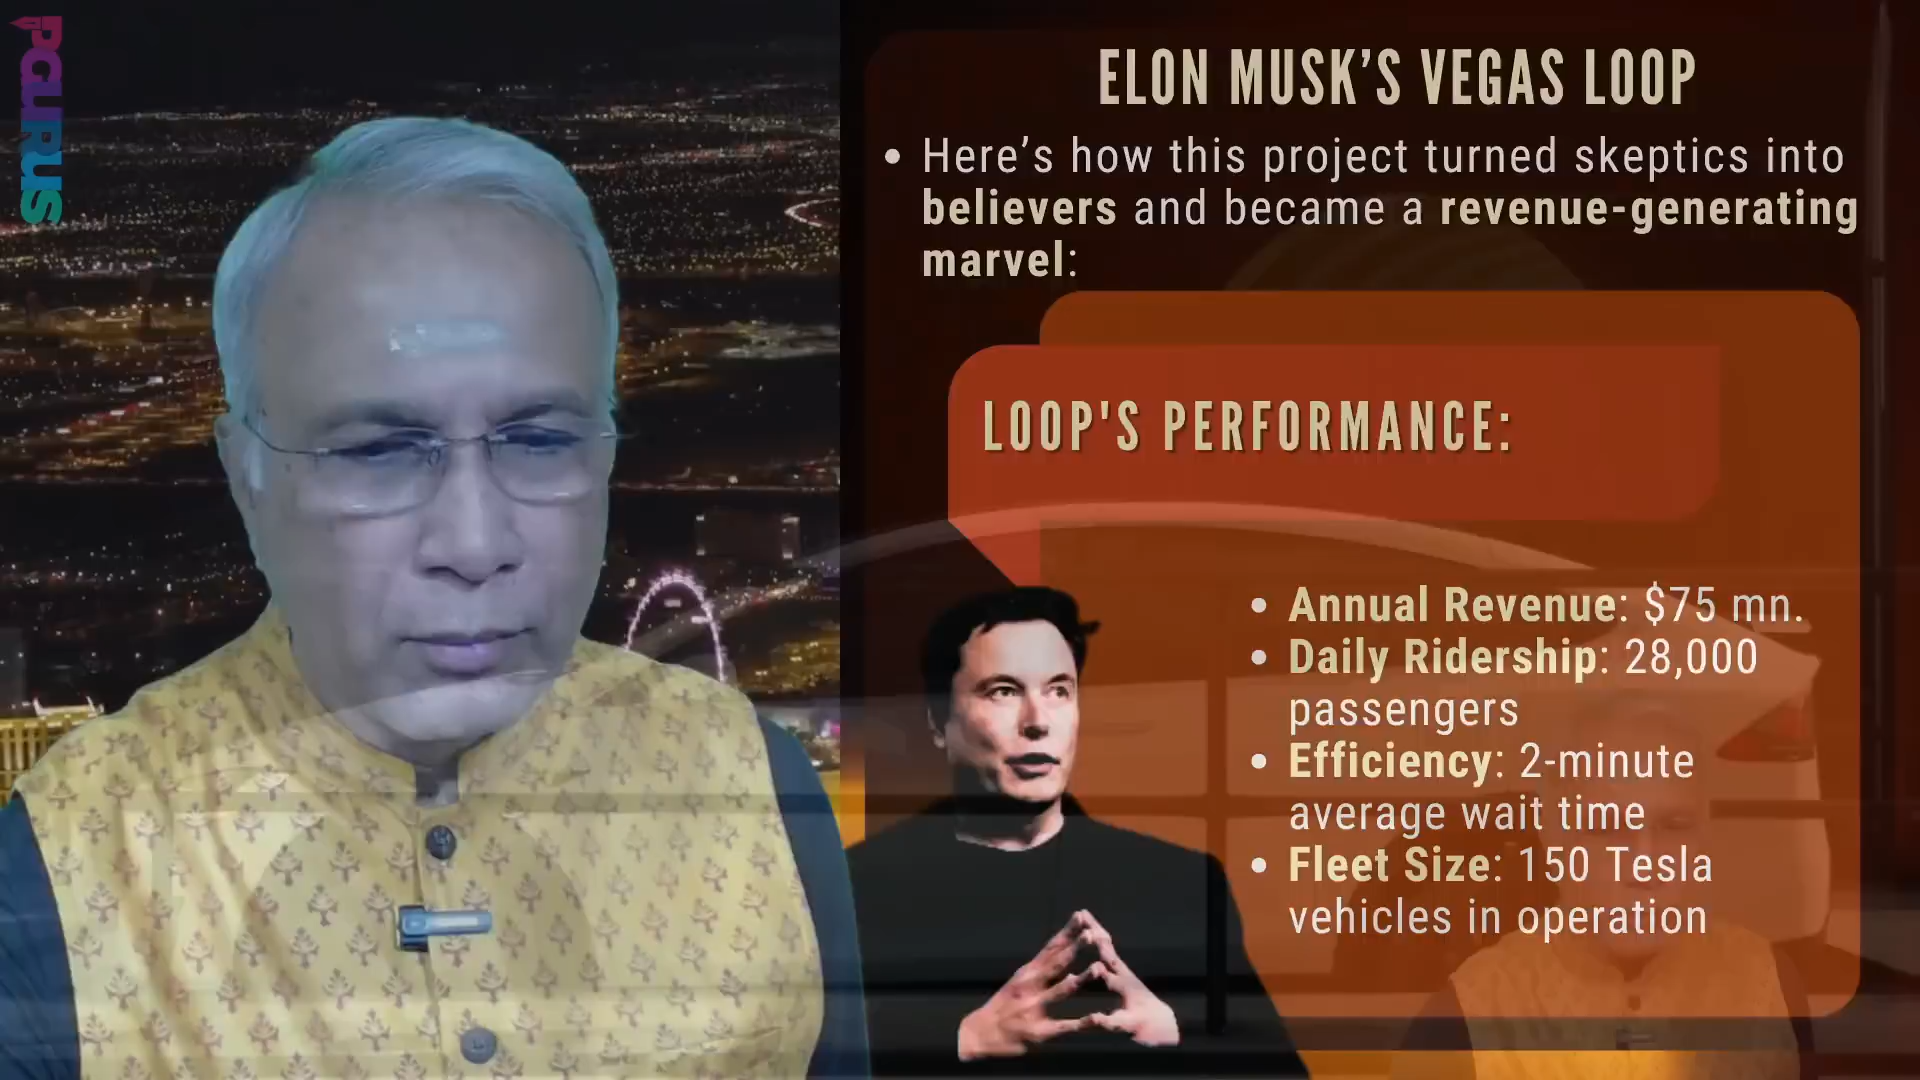 PGURUS
ELON MUSK'S VEGAS LOOP
• Here's how this project turned skeptics into
believers and became a revenue-generating
marvel:
LOOP'S PERFORMANCE:
• Annual Revenue: $75 mn.
• Daily Ridership: 28,000
passengers
• Efficiency: 2-minute
average wait time
• Fleet Size: 150 Tesla
vehicles in operation